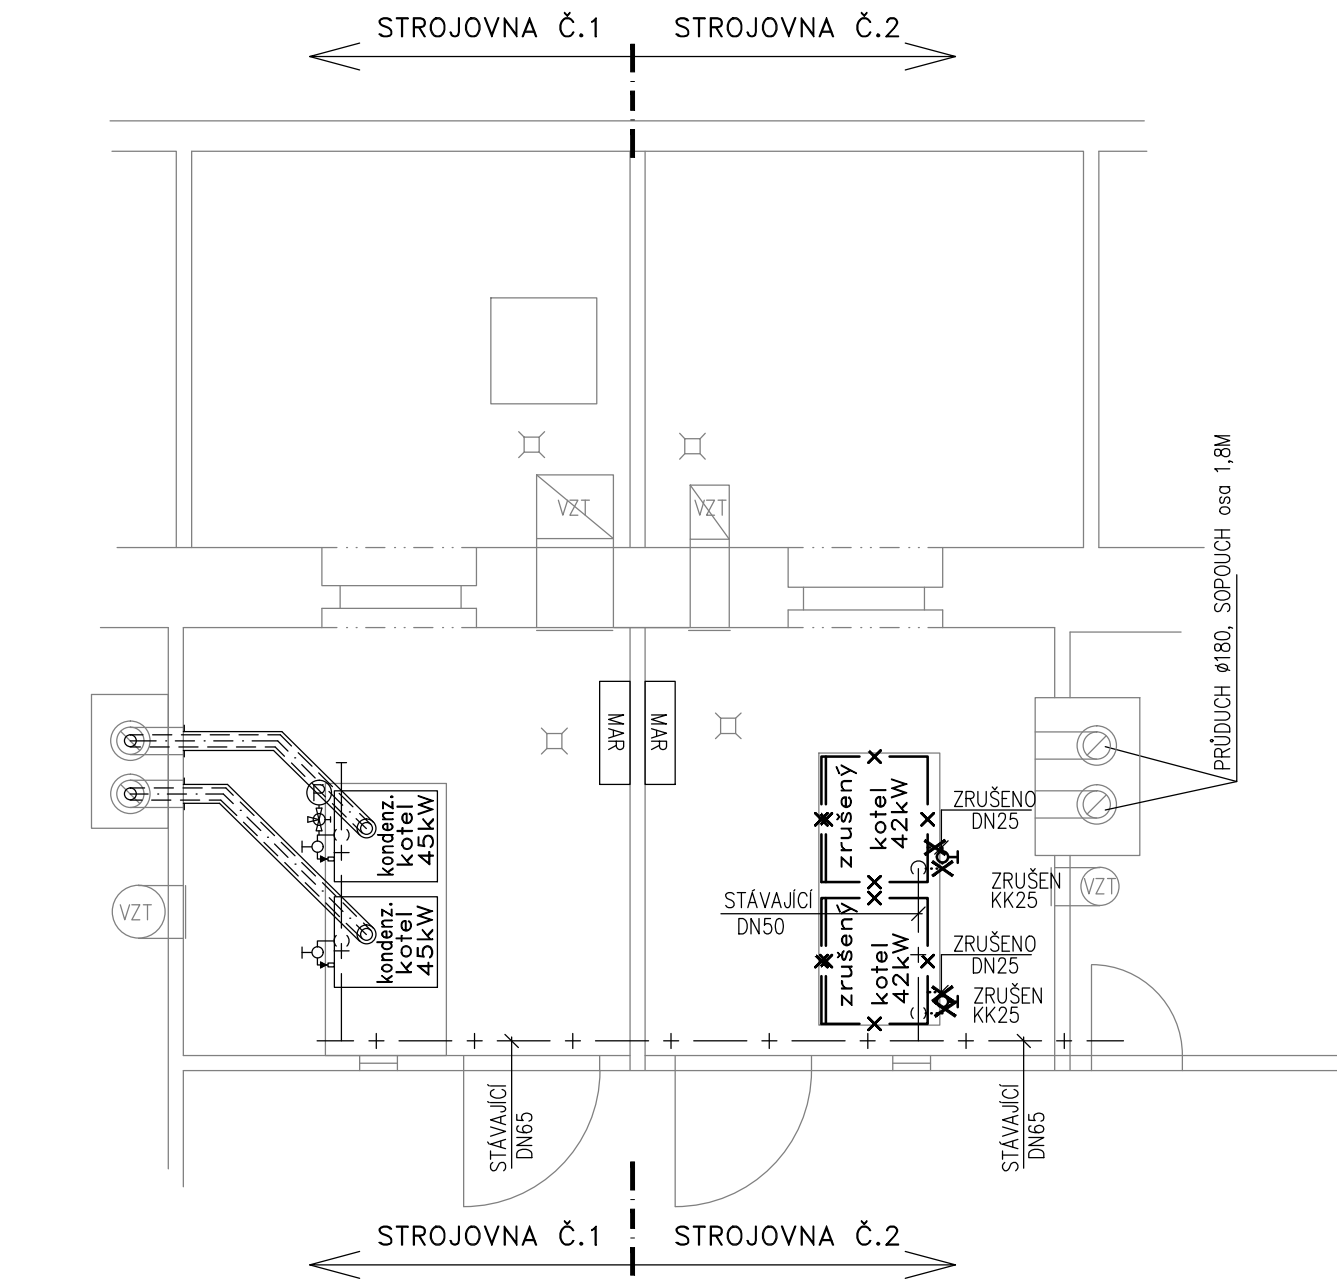 STROJOVNA Č.1
STROJOVNA Č.2
PRŮDUCH ø180, SOPOUCH osa 1,8M
VZT
VZT
MAR
MAR
kondenz.
kotel
45kW
kondenz.
kotel
45kW
VZT
zrušený
kotel
42kW
zrušený
kotel
42kW
ZRUŠENO
DN25
ZRUŠEN
KK25
VZT
STÁVAJÍCÍ
DN50
ZRUŠENO
DN25
ZRUŠEN
KK25
STÁVAJÍCÍ
DN65
STÁVAJÍCÍ
DN65
STROJOVNA Č.1
STROJOVNA Č.2